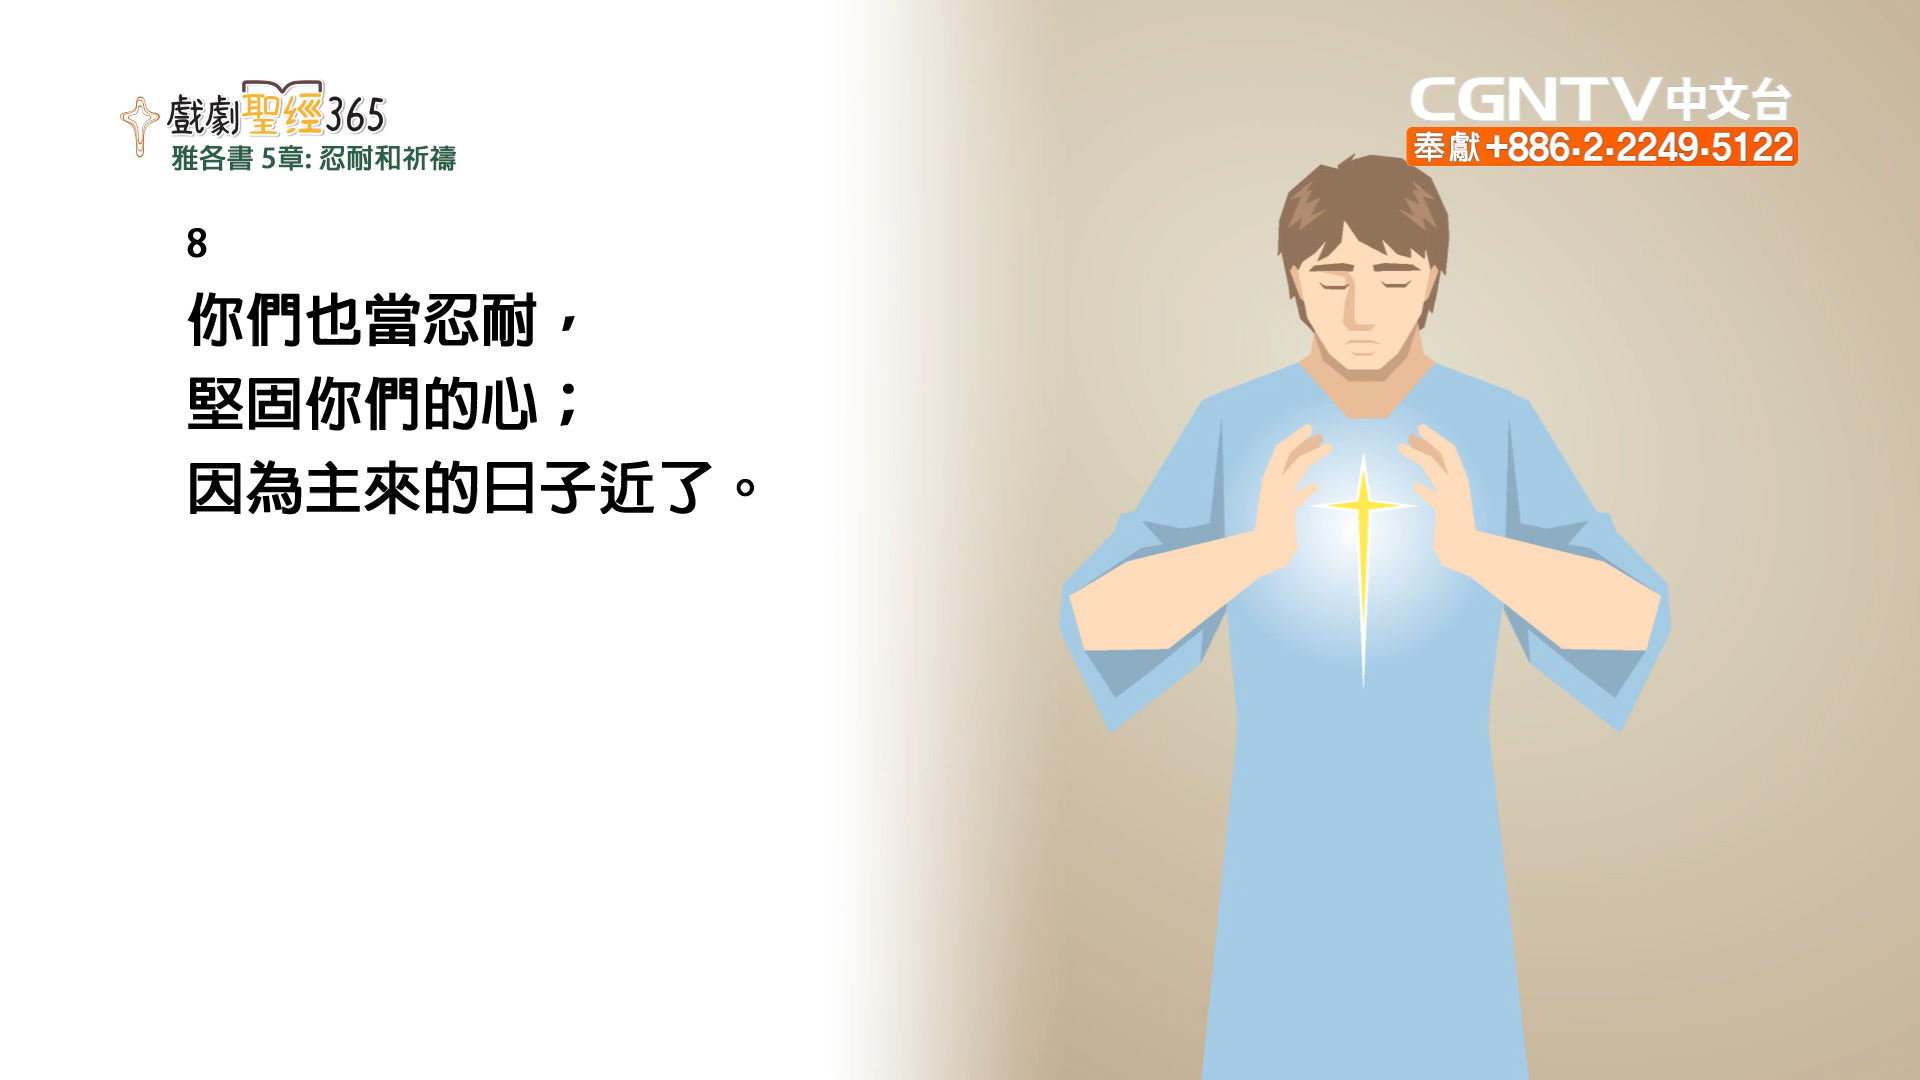 戲劇聖經365
雅各書 5章: 忍耐和祈禱
CGNTV中文台
奉獻 +886·2·2249·5122
8
你們也當忍耐，
堅固你們的心；
因為主來的日子近了。